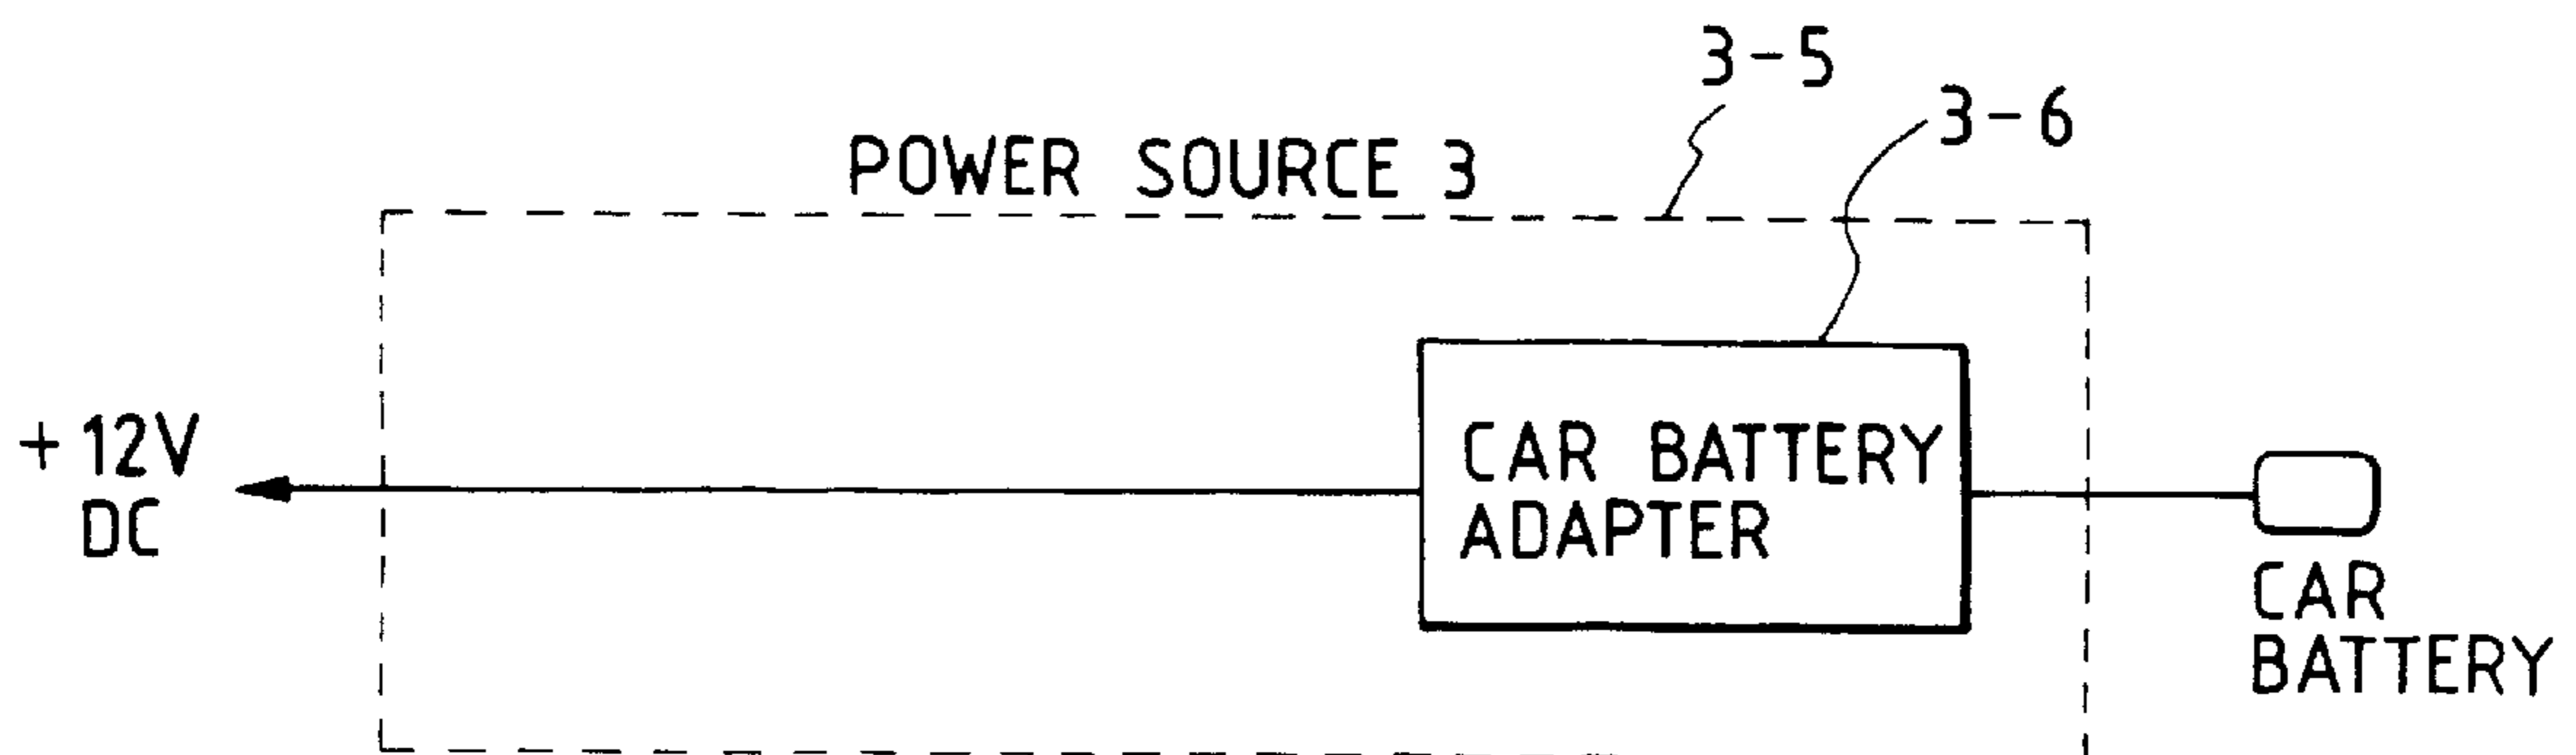 3-5
3-6
POWER SOURCE 3
+12V
DC
CAR BATTERY
ADAPTER
CAR
BATTERY